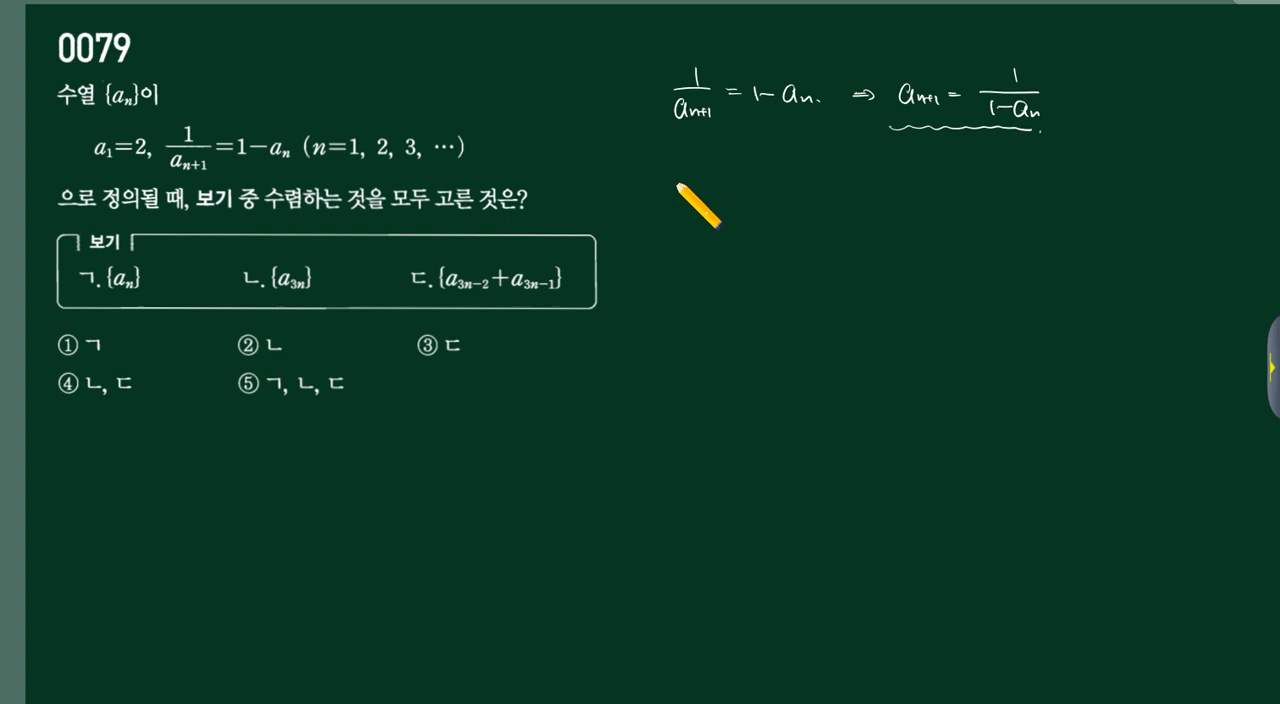 0079
수열 {aₙ}이
a₁=2, 1/aₙ₊₁=1−aₙ (n=1, 2, 3, ⋯)
으로 정의될 때, 보기 중 수렴하는 것을 모두 고른 것은?
보기
ㄱ. {aₙ} ㄴ. {a₃ₙ} ㄷ. {a₃ₙ₋₂+a₃ₙ₋₁}
① ㄱ ② ㄴ ③ ㄷ
④ ㄴ, ㄷ ⑤ ㄱ, ㄴ, ㄷ
1/aₙ₊₁ = 1−aₙ. ⇒ aₙ₊₁ = 1/(1−aₙ)